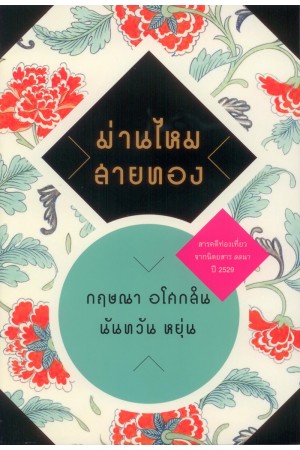 ม่านไหม
ลายทอง
สารคดีท่องเที่ยว
จากนิตยสาร ลลนา
ปี 2529
กฤษณา อโศกสิน
นันทวัน หยุ่น